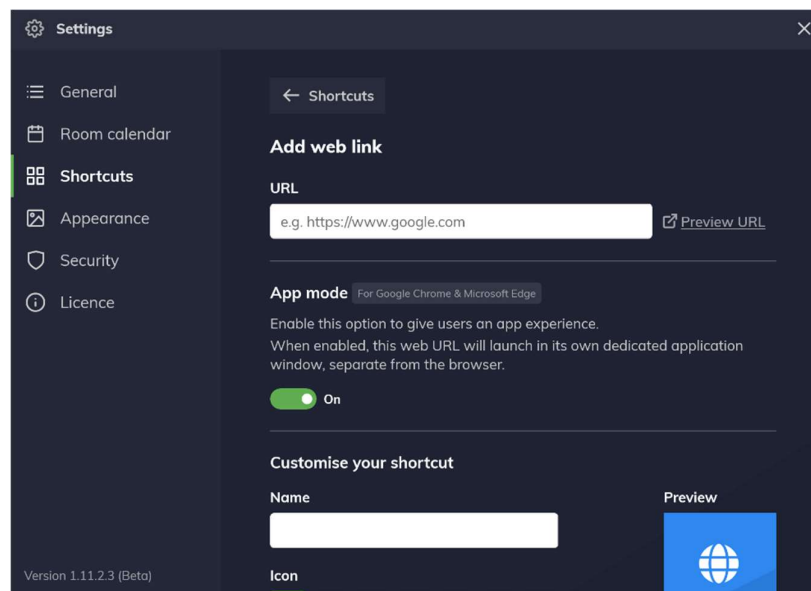 Settings
General
Room calendar
Shortcuts
Appearance
Security
Licence
Version 1.11.2.3 (Beta)
Shortcuts
Add web link
URL
e.g. https://www.google.com
Preview URL
App mode For Google Chrome & Microsoft Edge
Enable this option to give users an app experience.
When enabled, this web URL will launch in its own dedicated application
window, separate from the browser.
On
Customise your shortcut
Name
Preview
Icon